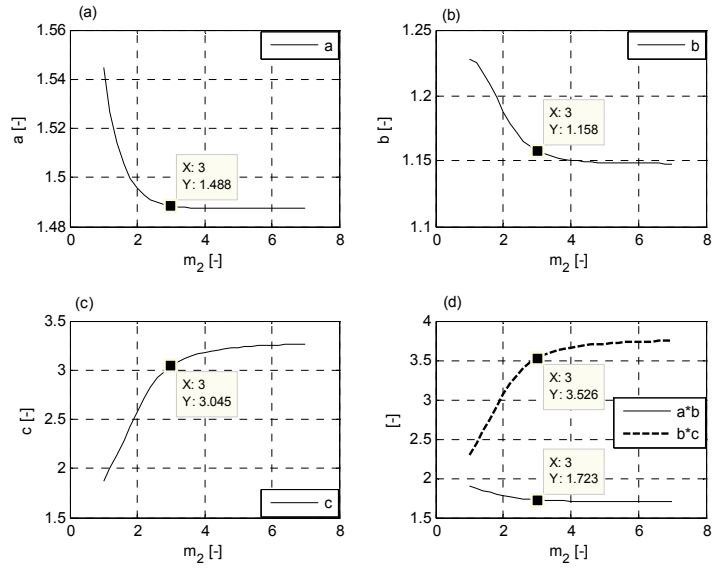 (a)
1.56
1.54
1.52
1.5
1.48
a [-]
a
X: 3
Y: 1.488
0 2 4 6 8
m2 [-]
(b)
1.25
1.2
1.15
1.1
b [-]
b
X: 3
Y: 1.158
0 2 4 6 8
m2 [-]
(c)
3.5
3
2.5
2
1.5
c [-]
X: 3
Y: 3.045
c
0 2 4 6 8
m2 [-]
(d)
4
3.5
3
2.5
2
1.5
[-]
X: 3
Y: 3.526
a*b
b*c
X: 3
Y: 1.723
0 2 4 6 8
m2 [-]